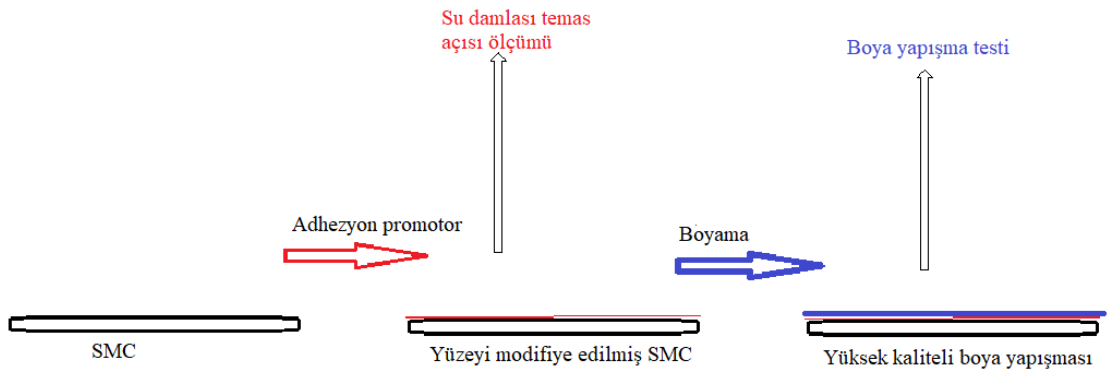 Su damlası temas
açısı ölçümü
Boya yapışma testi
Adhezyon promotor
Boyama
SMC
Yüzeyi modifiye edilmiş SMC
Yüksek kaliteli boya yapışması